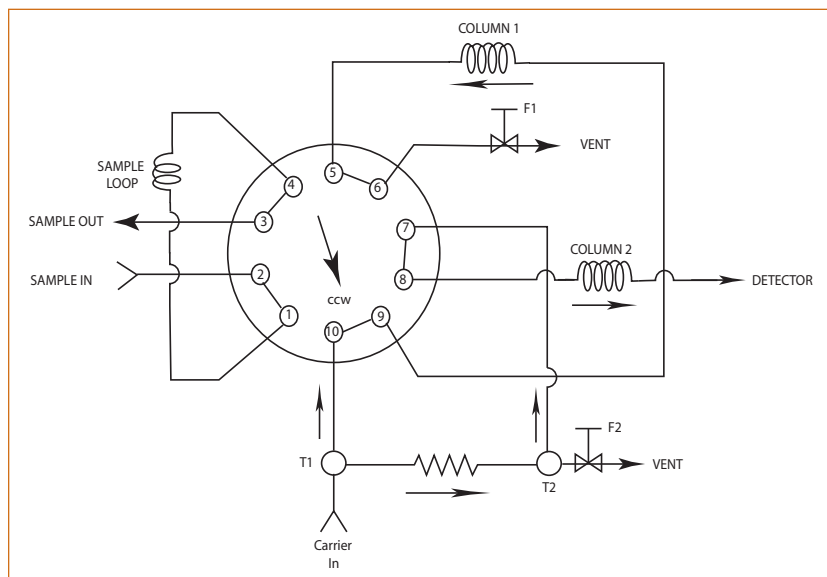 COLUMN 1
F1
VENT
SAMPLE
LOOP
4
5
6
3
7
SAMPLE OUT
2
8
COLUMN 2
SAMPLE IN
DETECTOR
ccw
1
10
9
F2
T1
T2
VENT
Carrier
In